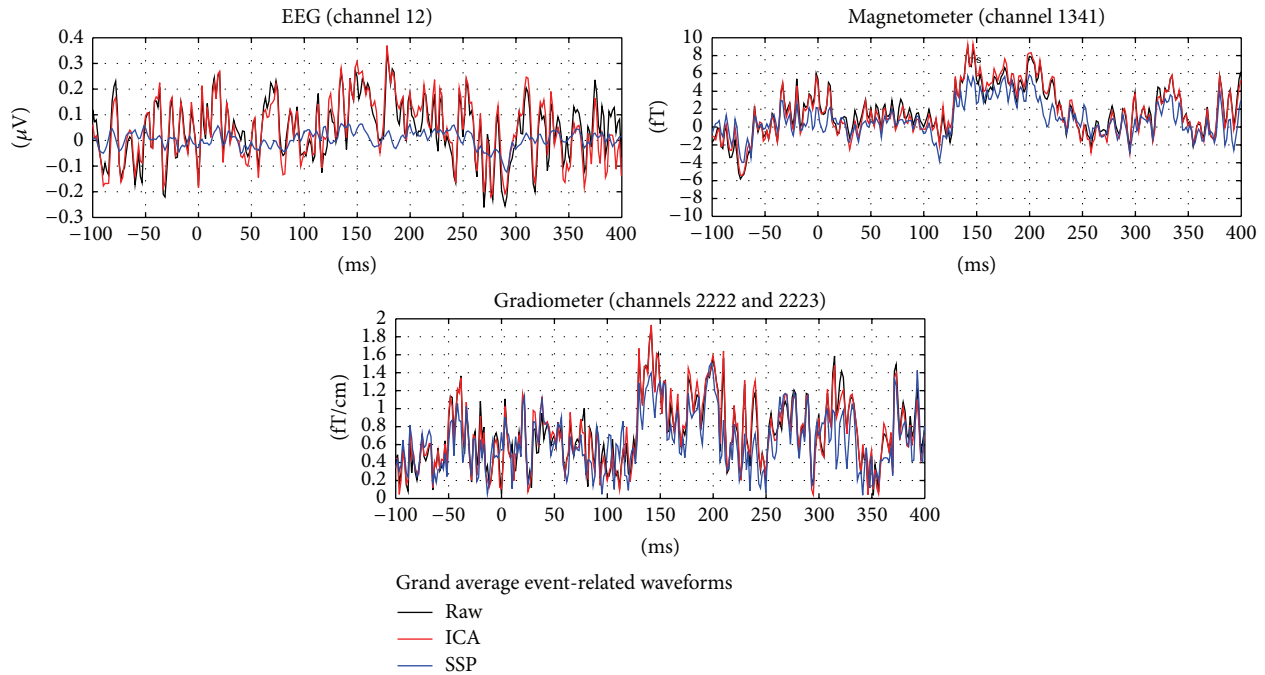 EEG (channel 12)
(μV)
0.4
0.3
0.2
0.1
0
−0.1
−0.2
−0.3
−100 −50 0 50 100 150 200 250 300 350 400
(ms)
Magnetometer (channel 1341)
(fT)
10
8
6
4
2
0
−2
−4
−6
−8
−10
s
−100 −50 0 50 100 150 200 250 300 350 400
(ms)
Gradiometer (channels 2222 and 2223)
(fT/cm)
2
1.8
1.6
1.4
1.2
1
0.8
0.6
0.4
0.2
0
−100 −50 0 50 100 150 200 250 300 350 400
(ms)
Grand average event-related waveforms
Raw
ICA
SSP